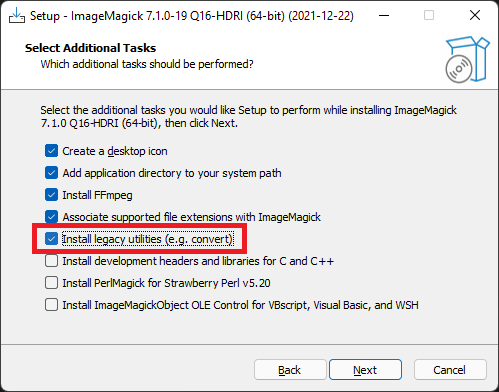 Setup - ImageMagick 7.1.0-19 Q16-HDRI (64-bit) (2021-12-22)
Select Additional Tasks
Which additional tasks should be performed?
Select the additional tasks you would like Setup to perform while installing ImageMagick
7.1.0 Q16-HDRI (64-bit), then click Next.
Create a desktop icon
Add application directory to your system path
Install FFmpeg
Associate supported file extensions with ImageMagick
Install legacy utilities (e.g. convert)
Install development headers and libraries for C and C++
Install PerlMagick for Strawberry Perl v5.20
Install ImageMagickObject OLE Control for VBscript, Visual Basic, and WSH
Back
Next
Cancel